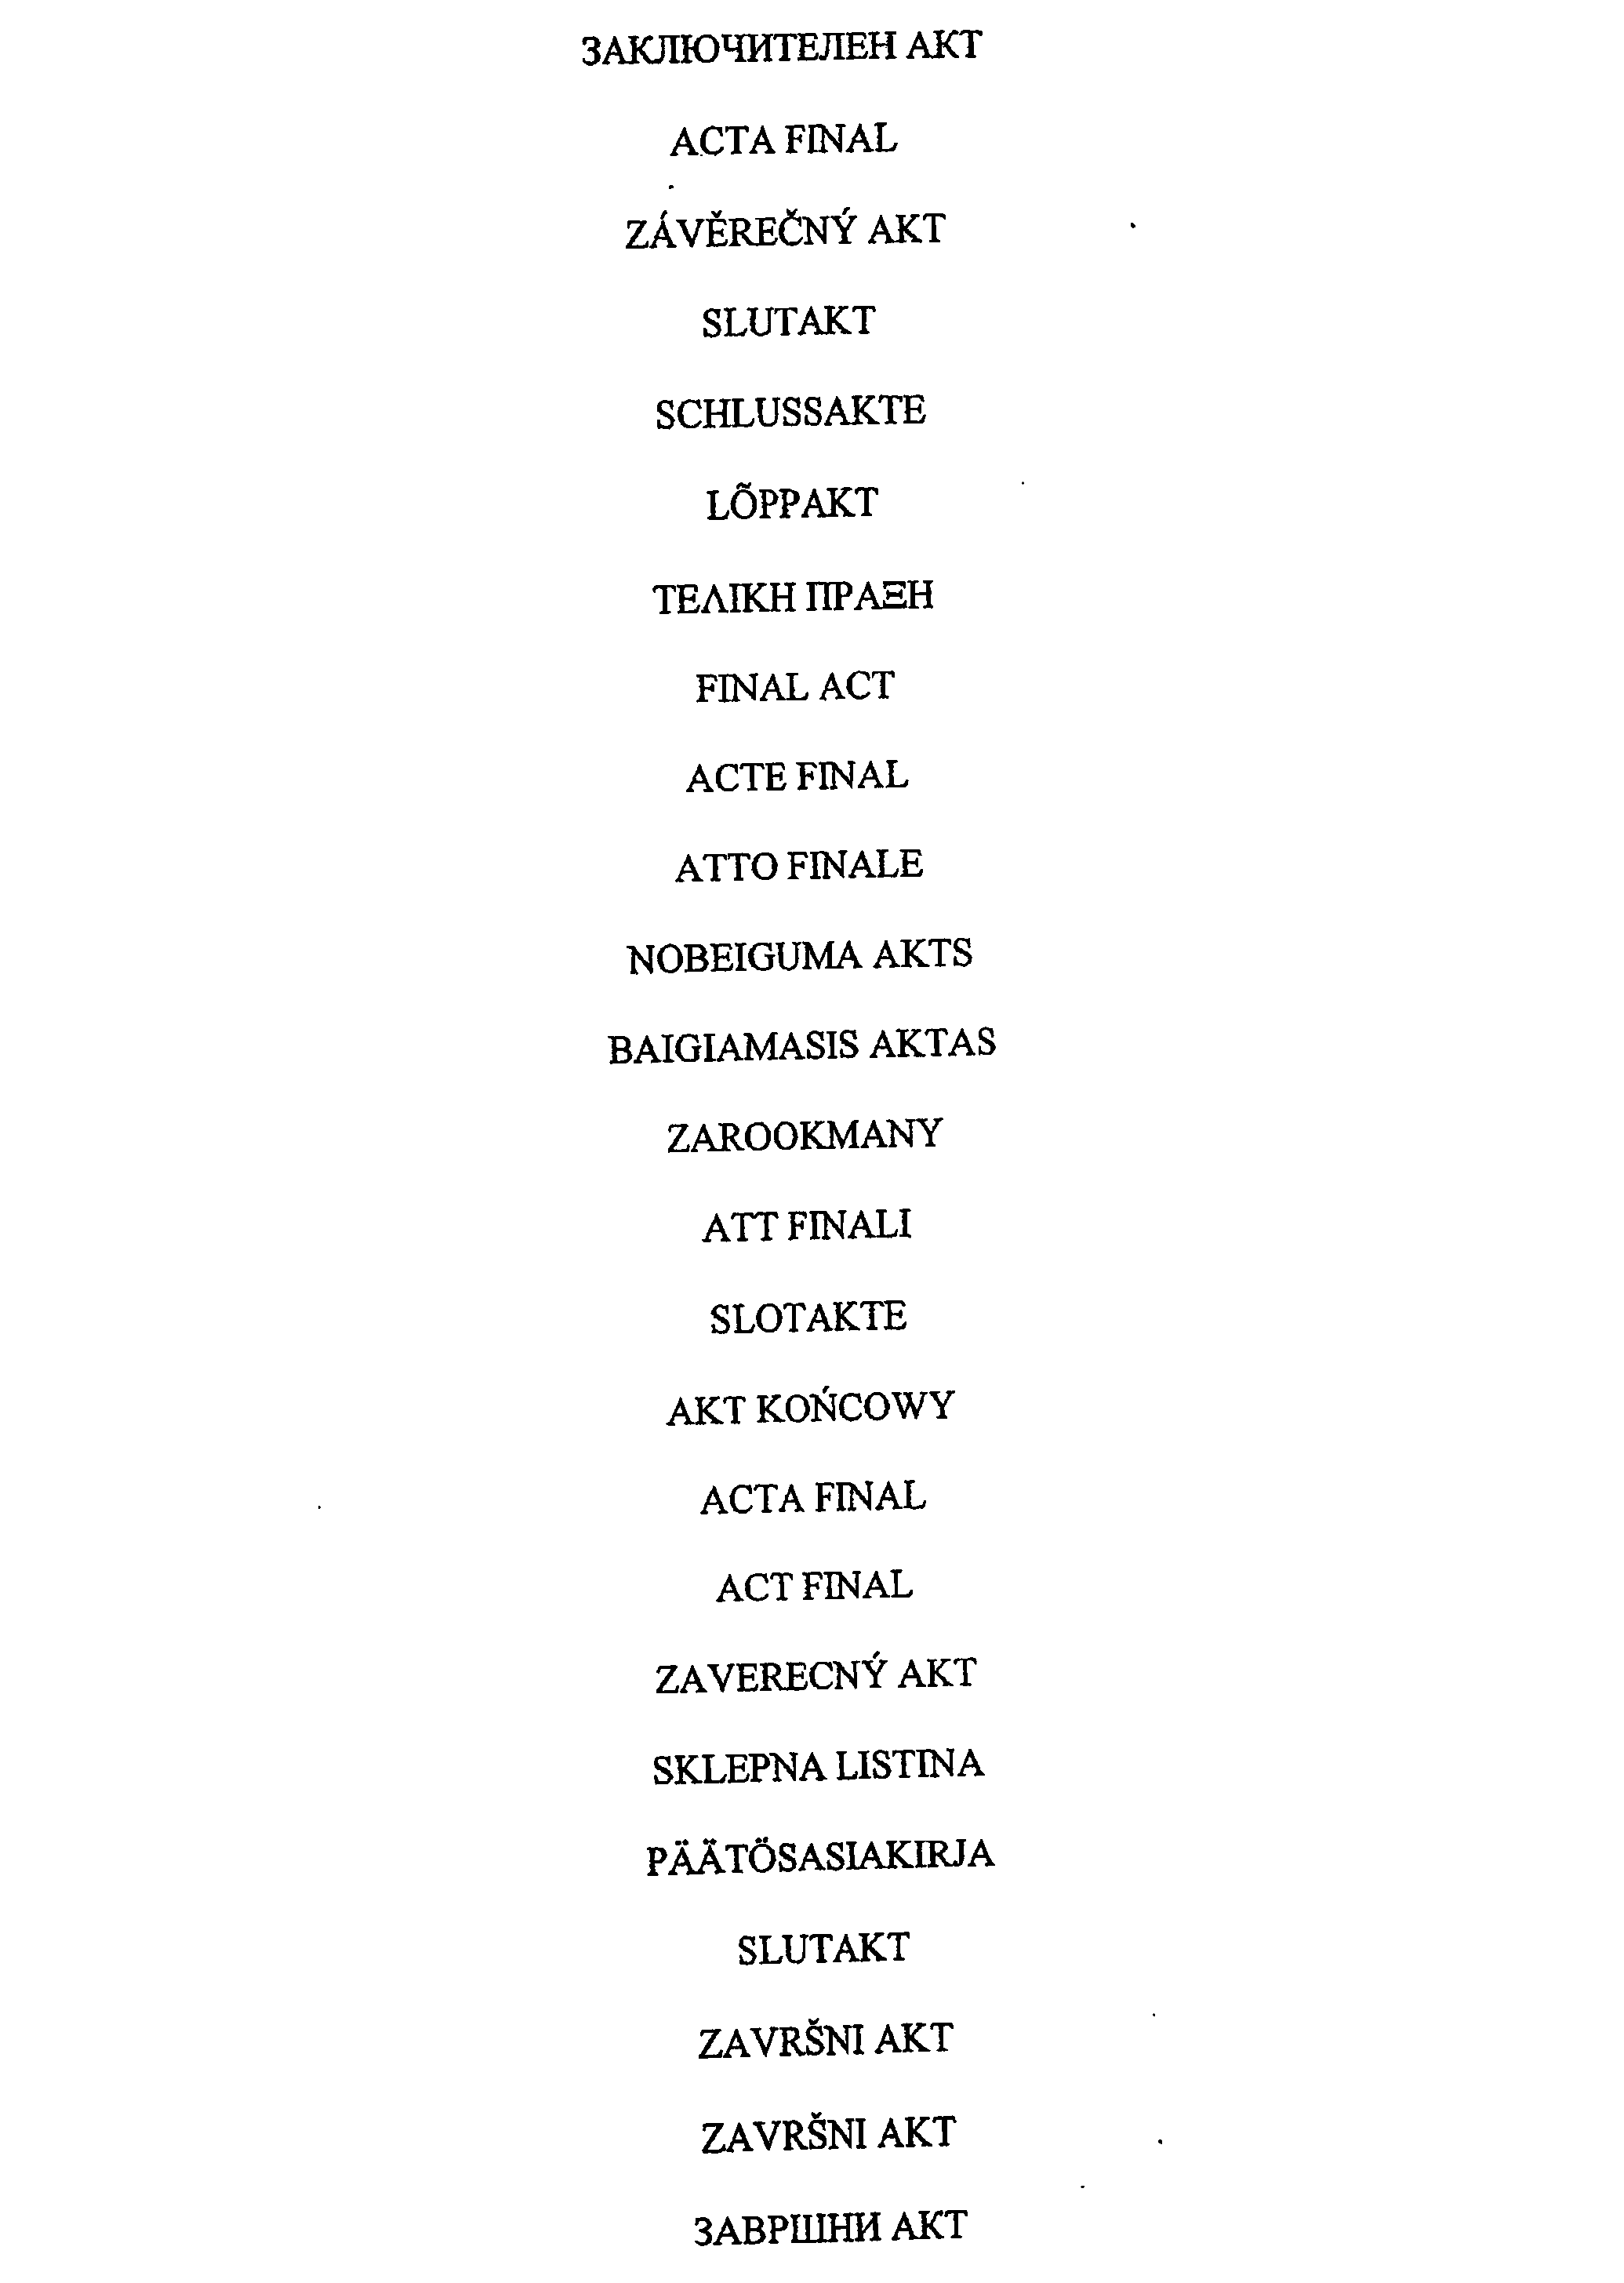 ЗАКЛЮЧИТЕЛЕН АКТ
ACTA FINAL
ZÁVĚREČNÝ AKT
SLUTAKT
SCHLUSSAKTE
LÕPPAKT
ΤΕΛΙΚΗ ΠΡΑΞΗ
FINAL ACT
ACTE FINAL
ATTO FINALE
NOBEIGUMA AKTS
BAIGIAMASIS AKTAS
ZAROOKMANY
ATT FINALI
SLOTAKTE
AKT KOŃCOWY
ACTA FINAL
ACT FINAL
ZAVERECNÝ AKT
SKLEPNA LISTINA
PÄÄTÖSASIAKIRJA
SLUTAKT
ZAVRŠNI AKT
ZAVRŠNI AKT
ЗАВРШНИ АКТ